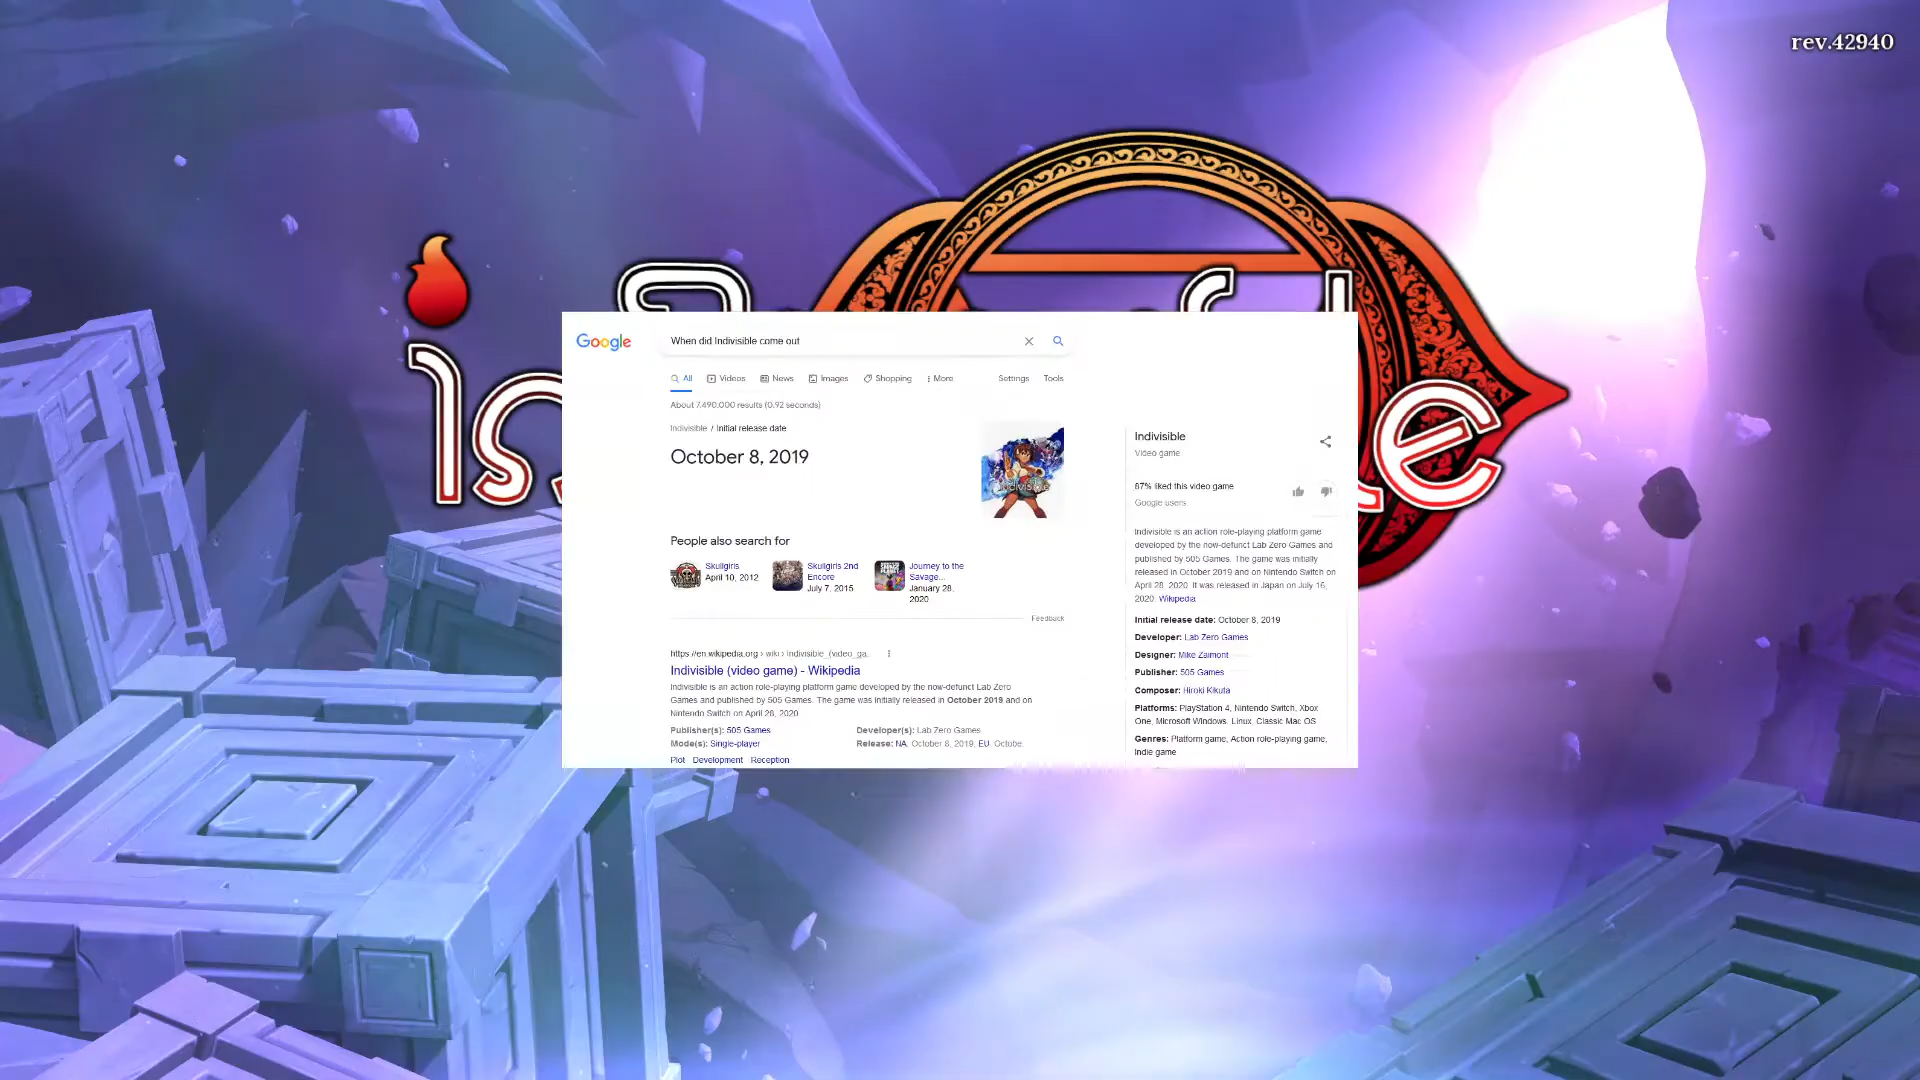 rev.42940
Google
When did Indivisible come out
All Videos News Images Shopping More Settings Tools
About 7,490,000 results (0.92 seconds)
Indivisible / Initial release date
October 8, 2019
Indivisible
People also search for
Skullgirls
April 10, 2012
Skullgirls 2nd
Encore
July 7, 2015
Journey to the
Savage...
January 28,
2020
Feedback
https://en.wikipedia.org › wiki › Indivisible_(video_ga...
Indivisible (video game) - Wikipedia
Indivisible is an action role-playing platform game developed by the now-defunct Lab Zero
Games and published by 505 Games. The game was initially released in October 2019 and on
Nintendo Switch on April 28, 2020
Publisher(s): 505 Games
Developer(s): Lab Zero Games
Mode(s): Single-player
Release: NA, October 8, 2019, EU, Octobe.
Plot Development Reception
Indivisible
Video game
87% liked this video game
Google users
Indivisible is an action role-playing platform game
developed by the now-defunct Lab Zero Games and
published by 505 Games. The game was initially
released in October 2019 and on Nintendo Switch on
April 28, 2020. It was released in Japan on July 16,
2020. Wikipedia
Initial release date: October 8, 2019
Developer: Lab Zero Games
Designer: Mike Zaimont
Publisher: 505 Games
Composer: Hiroki Kikuta
Platforms: PlayStation 4, Nintendo Switch, Xbox
One, Microsoft Windows, Linux, Classic Mac OS
Genres: Platform game, Action role-playing game,
Indie game